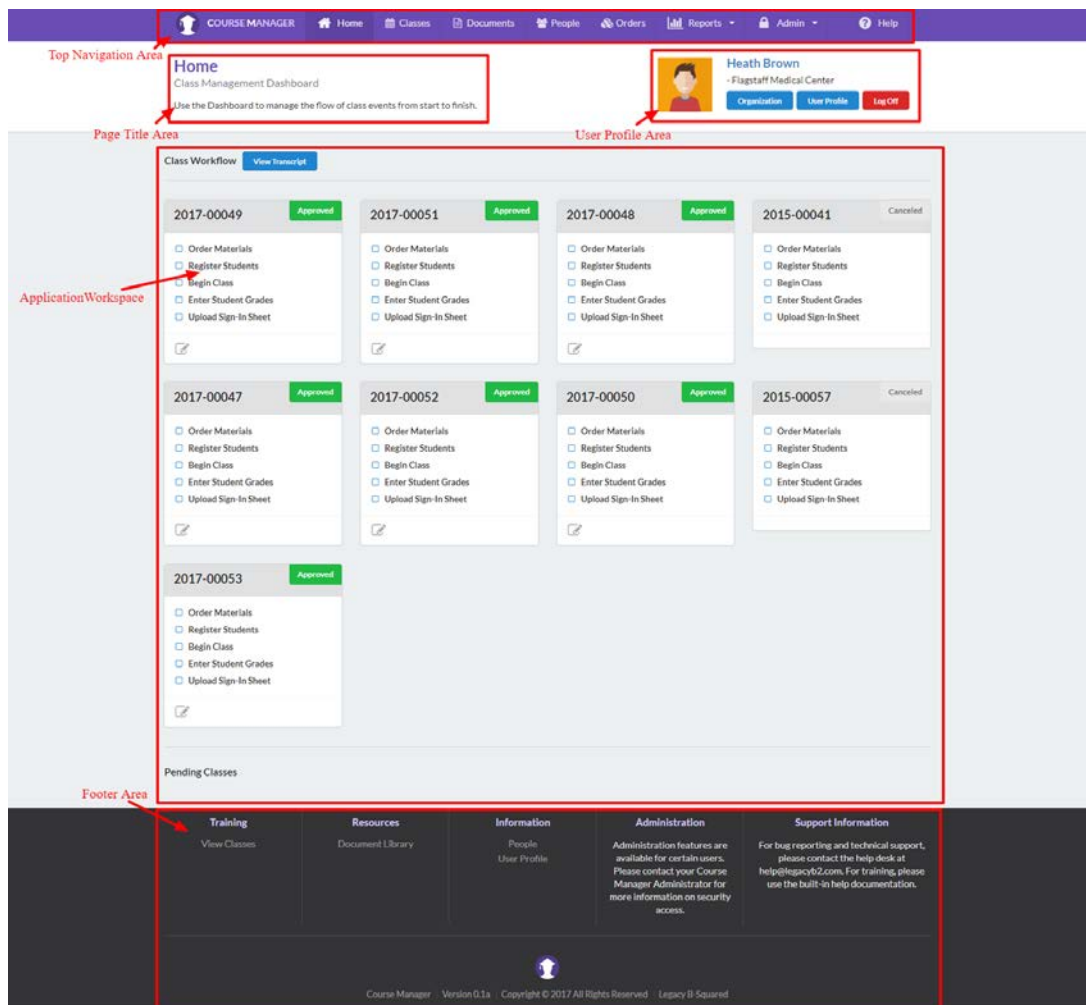 COURSE MANAGER Home Classes Documents People Orders Reports Admin Help
Top Navigation Area
Home
Class Management Dashboard
Use the Dashboard to manage the flow of class events from start to finish.
Page Title Area
Heath Brown
- Flagstaff Medical Center
Organization User Profile Log Off
User Profile Area
Class Workflow View Transcript
2017-00049 Approved
Order Materials
Register Students
Begin Class
Enter Student Grades
Upload Sign-In Sheet
2017-00051 Approved
Order Materials
Register Students
Begin Class
Enter Student Grades
Upload Sign-In Sheet
2017-00048 Approved
Order Materials
Register Students
Begin Class
Enter Student Grades
Upload Sign-In Sheet
2015-00041 Canceled
Order Materials
Register Students
Begin Class
Enter Student Grades
Upload Sign-In Sheet
ApplicationWorkspace
2017-00047 Approved
Order Materials
Register Students
Begin Class
Enter Student Grades
Upload Sign-In Sheet
2017-00052 Approved
Order Materials
Register Students
Begin Class
Enter Student Grades
Upload Sign-In Sheet
2017-00050 Approved
Order Materials
Register Students
Begin Class
Enter Student Grades
Upload Sign-In Sheet
2015-00057 Canceled
Order Materials
Register Students
Begin Class
Enter Student Grades
Upload Sign-In Sheet
2017-00053 Approved
Order Materials
Register Students
Begin Class
Enter Student Grades
Upload Sign-In Sheet
Pending Classes
Footer Area
Training
View Classes
Resources
Document Library
Information
People
User Profile
Administration
Administration features are
available for certain users.
Please contact your Course
Manager Administrator for
more information on security
access.
Support Information
For bug reporting and technical support,
please contact the help desk at
help@legacyb2.com. For training, please
use the built-in help documentation.
Course Manager Version 0.1a Copyright © 2017 All Rights Reserved Legacy B-Squared